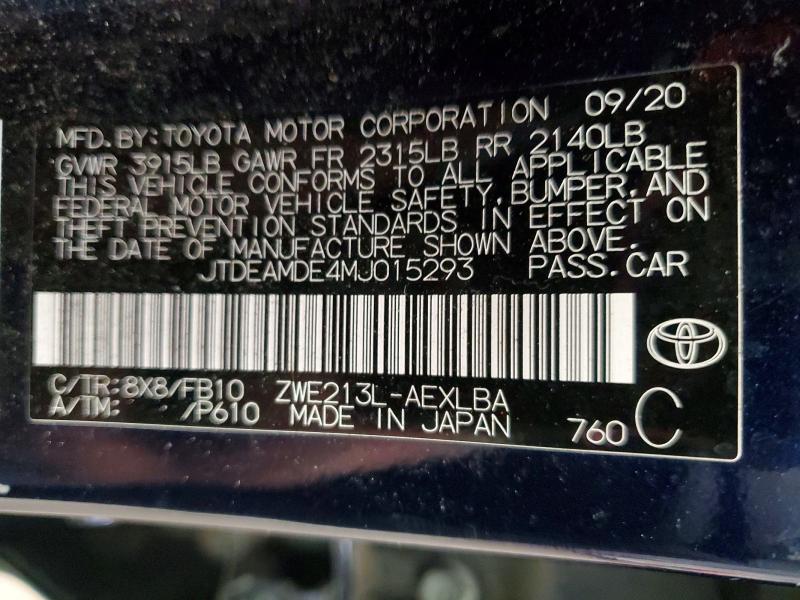 MFD. BY: TOYOTA MOTOR CORPORATION 09/20
GVWR 3915LB GAWR FR 2315LB RR 2140LB
THIS VEHICLE CONFORMS TO ALL APPLICABLE
FEDERAL MOTOR VEHICLE SAFETY, BUMPER, AND
THEFT PREVENTION STANDARDS IN EFFECT ON
THE DATE OF MANUFACTURE SHOWN ABOVE.
JTDEAMDE4MJ015293 PASS. CAR
C/TR: 8X8/FB10 ZWE213L-AEXLBA
A/TM: /P610 MADE IN JAPAN 760 C